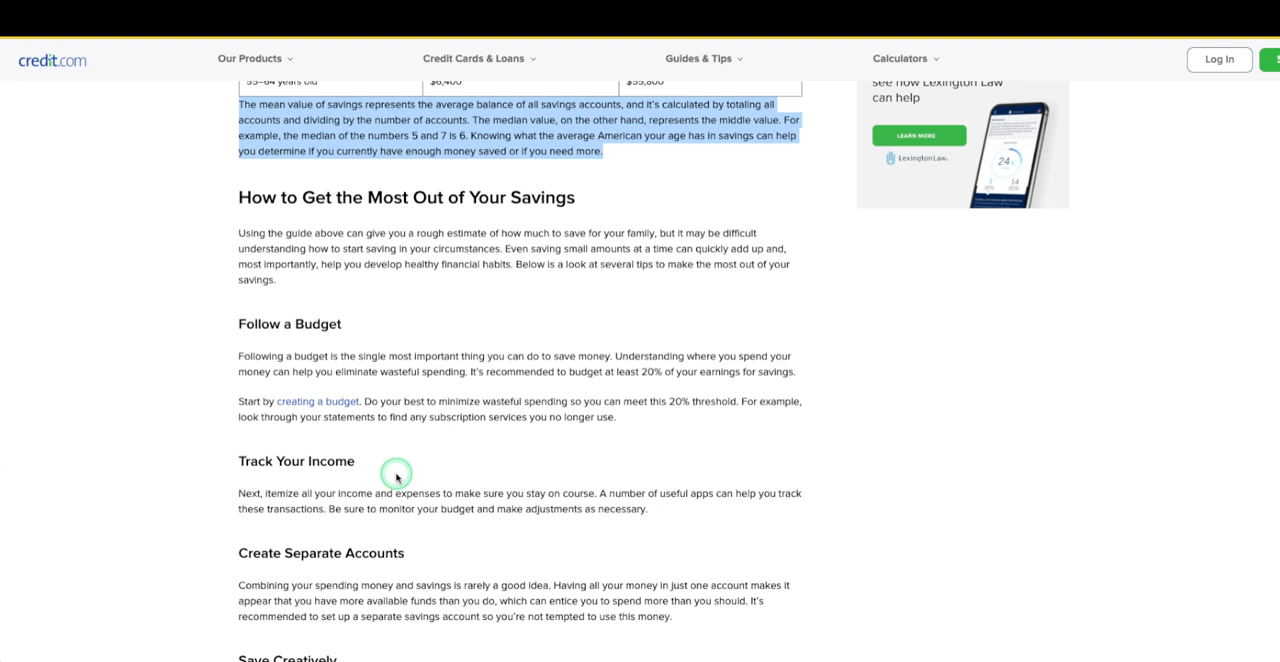 credit.com
Our Products
Credit Cards & Loans
Guides & Tips
Calculators
Log In
55–64 years old
$6,400
The mean value of savings represents the average balance of all savings accounts, and it's calculated by totaling all
accounts and dividing by the number of accounts. The median value, on the other hand, represents the middle value. For
example, the median of the numbers 5 and 7 is 6. Knowing what the average American your age has in savings can help
you determine if you currently have enough money saved or if you need more.
see how Lexington Law
can help
LEARN MORE
LexingtonLaw.
24
How to Get the Most Out of Your Savings
Using the guide above can give you a rough estimate of how much to save for your family, but it may be difficult
understanding how to start saving in your circumstances. Even saving small amounts at a time can quickly add up and,
most importantly, help you develop healthy financial habits. Below is a look at several tips to make the most out of your
savings.
Follow a Budget
Following a budget is the single most important thing you can do to save money. Understanding where you spend your
money can help you eliminate wasteful spending. It's recommended to budget at least 20% of your earnings for savings.
Start by creating a budget. Do your best to minimize wasteful spending so you can meet this 20% threshold. For example,
look through your statements to find any subscription services you no longer use.
Track Your Income
Next, itemize all your income and expenses to make sure you stay on course. A number of useful apps can help you track
these transactions. Be sure to monitor your budget and make adjustments as necessary.
Create Separate Accounts
Combining your spending money and savings is rarely a good idea. Having all your money in just one account makes it
appear that you have more available funds than you do, which can entice you to spend more than you should. It's
recommended to set up a separate savings account so you're not tempted to use this money.
Save Creatively